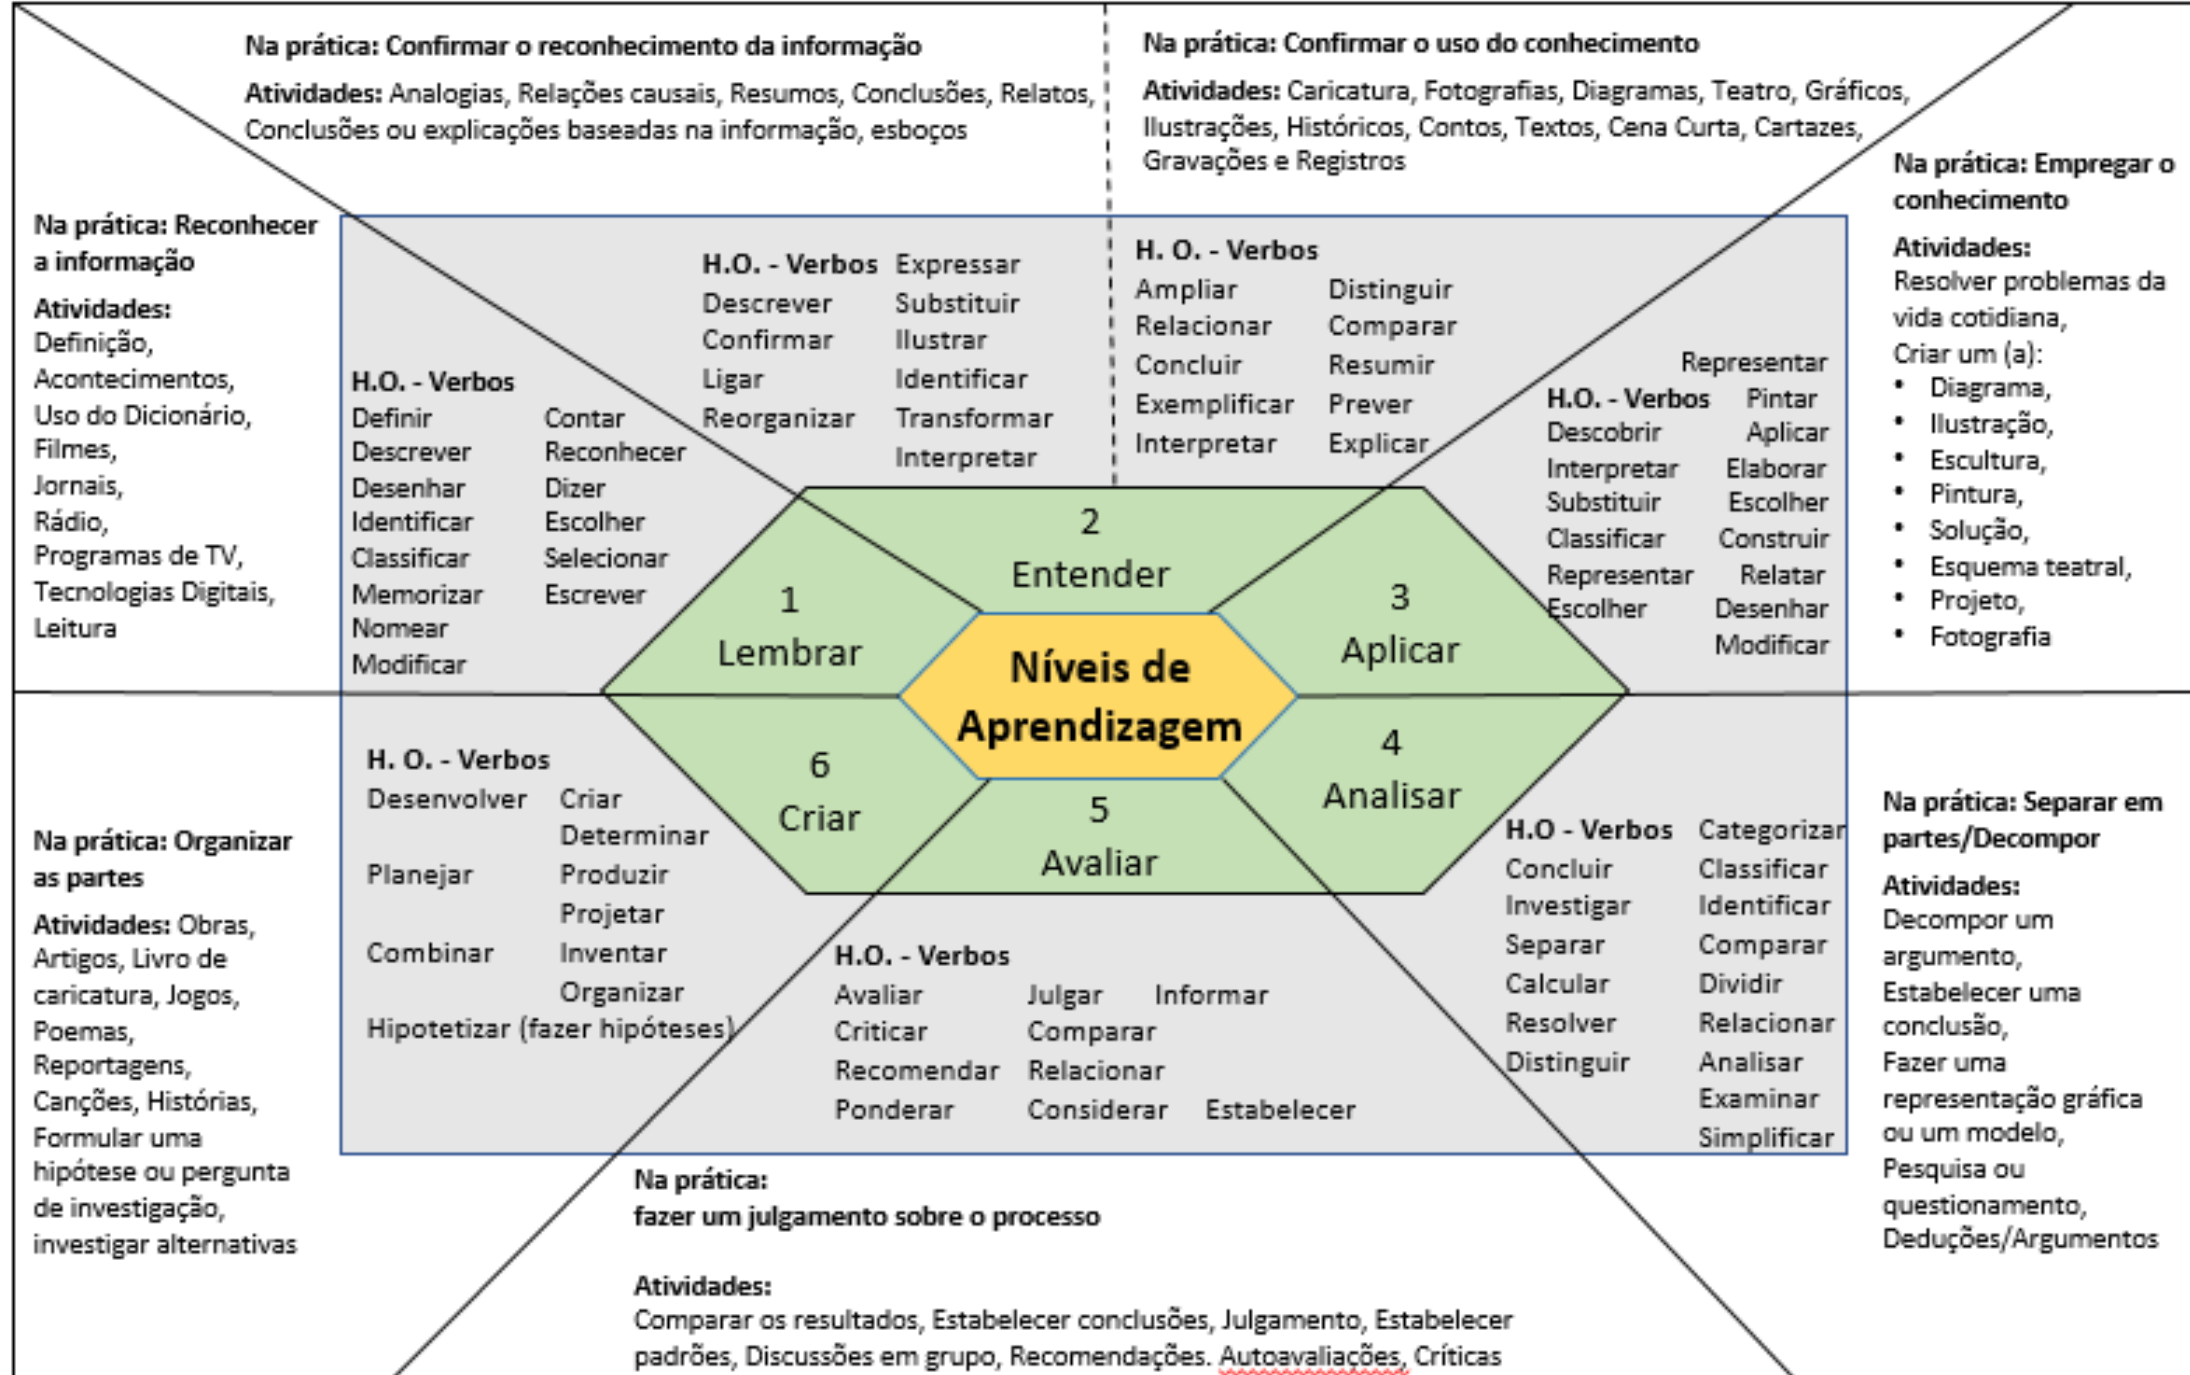 Na prática: Confirmar o reconhecimento da informação
Atividades: Analogias, Relações causais, Resumos, Conclusões, Relatos,
Conclusões ou explicações baseadas na informação, esboços
Na prática: Confirmar o uso do conhecimento
Atividades: Caricatura, Fotografias, Diagramas, Teatro, Gráficos,
Ilustrações, Históricos, Contos, Textos, Cena Curta, Cartazes,
Gravações e Registros
Na prática: Reconhecer
a informação
Atividades:
Definição,
Acontecimentos,
Uso do Dicionário,
Filmes,
Jornais,
Rádio,
Programas de TV,
Tecnologias Digitais,
Leitura
H.O. - Verbos
Definir Contar
Descrever Reconhecer
Desenhar Dizer
Identificar Escolher
Classificar Selecionar
Memorizar Escrever
Nomear
Modificar
H.O. - Verbos Expressar
Descrever Substituir
Confirmar Ilustrar
Ligar Identificar
Reorganizar Transformar
Interpretar
H. O. - Verbos
Ampliar Distinguir
Relacionar Comparar
Concluir Resumir
Exemplificar Prever
Interpretar Explicar
Representar
H.O. - Verbos Pintar
Descobrir Aplicar
Interpretar Elaborar
Substituir Escolher
Classificar Construir
Representar Relatar
Escolher Desenhar
Modificar
Na prática: Empregar o
conhecimento
Atividades:
Resolver problemas da
vida cotidiana,
Criar um (a):
• Diagrama,
• Ilustração,
• Escultura,
• Pintura,
• Solução,
• Esquema teatral,
• Projeto,
• Fotografia
1
Lembrar
2
Entender
3
Aplicar
Níveis de
Aprendizagem
4
Analisar
5
Avaliar
6
Criar
Na prática: Organizar
as partes
Atividades: Obras,
Artigos, Livro de
caricatura, Jogos,
Poemas,
Reportagens,
Canções, Histórias,
Formular uma
hipótese ou pergunta
de investigação,
investigar alternativas
H. O. - Verbos
Desenvolver Criar
Determinar
Planejar Produzir
Projetar
Combinar Inventar
Organizar
Hipotetizar (fazer hipóteses)
H.O. - Verbos
Avaliar Julgar Informar
Criticar Comparar
Recomendar Relacionar
Ponderar Considerar Estabelecer
H.O - Verbos Categorizar
Concluir Classificar
Investigar Identificar
Separar Comparar
Calcular Dividir
Resolver Relacionar
Distinguir Analisar
Examinar
Simplificar
Na prática: Separar em
partes/Decompor
Atividades:
Decompor um
argumento,
Estabelecer uma
conclusão,
Fazer uma
representação gráfica
ou um modelo,
Pesquisa ou
questionamento,
Deduções/Argumentos
Na prática:
fazer um julgamento sobre o processo
Atividades:
Comparar os resultados, Estabelecer conclusões, Julgamento, Estabelecer
padrões, Discussões em grupo, Recomendações. Autoavaliações, Críticas